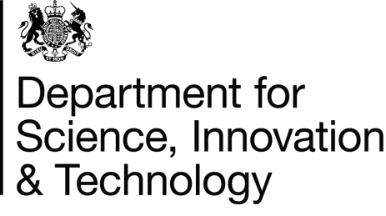 Department for
Science, Innovation
& Technology